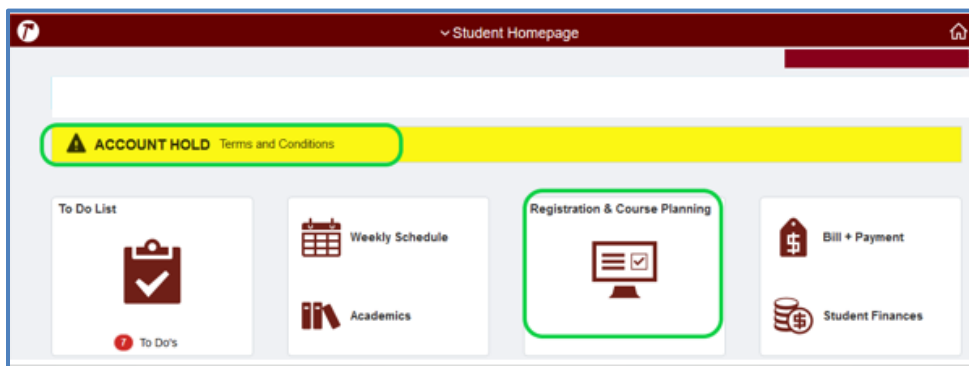 Student Homepage
ACCOUNT HOLD Terms and Conditions
To Do List
7 To Do's
Weekly Schedule
Academics
Registration & Course Planning
Bill + Payment
Student Finances